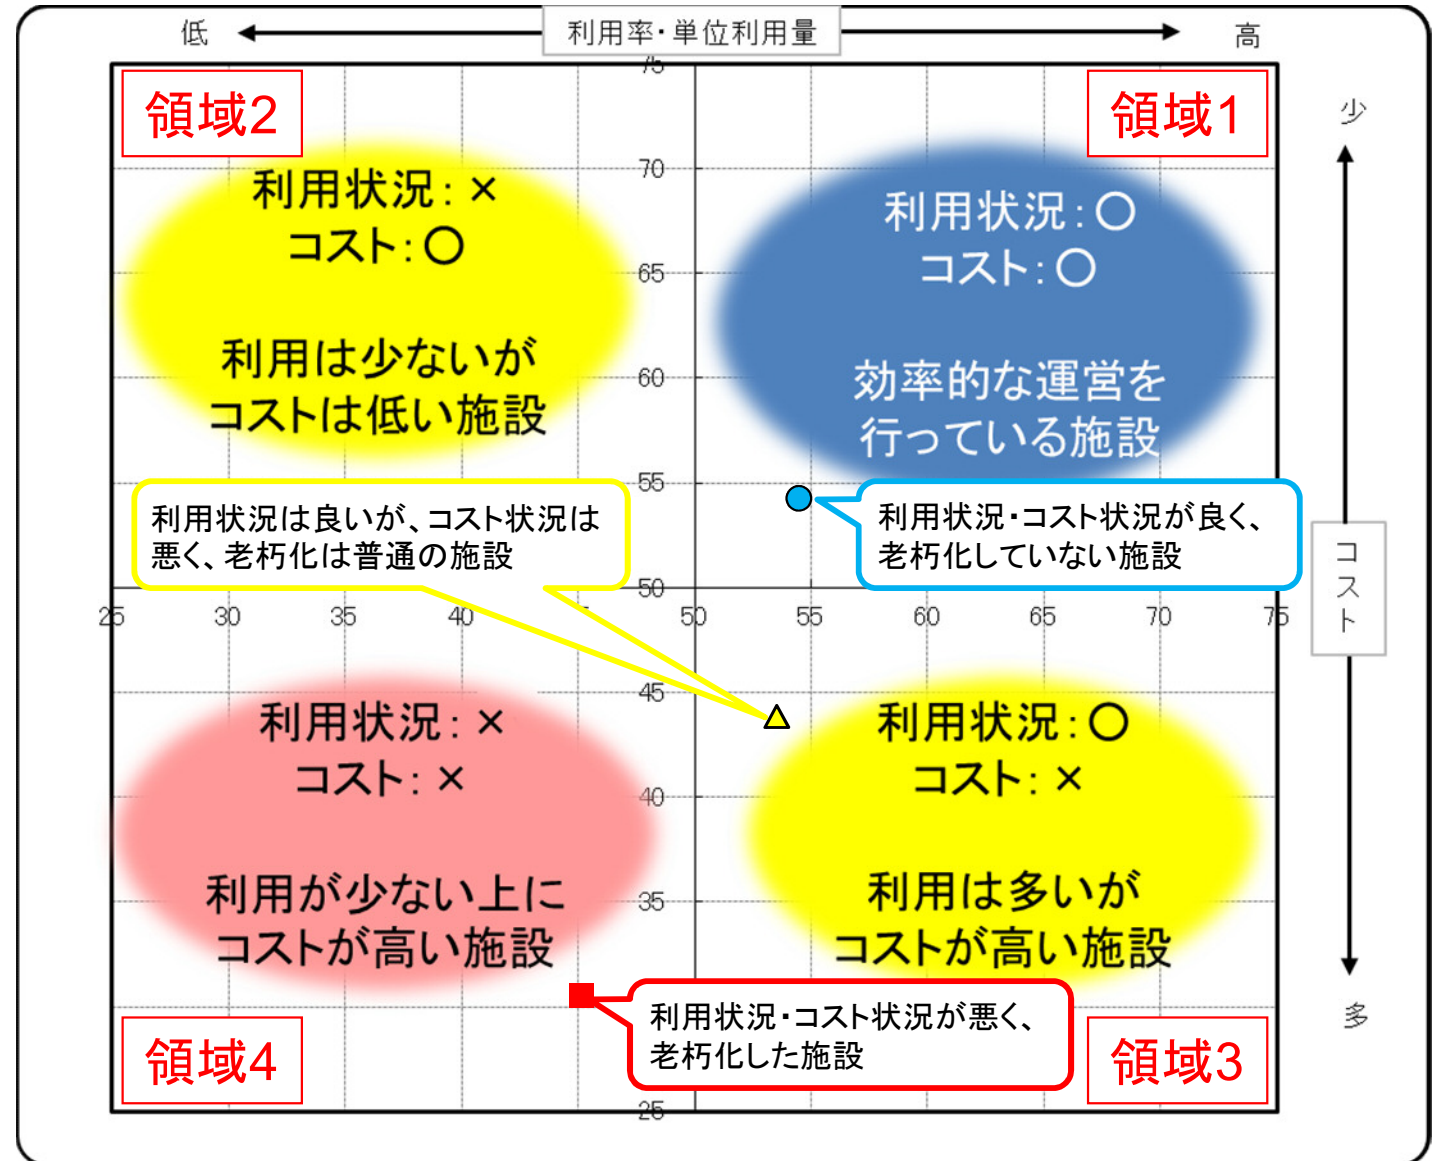 低
利用率・単位利用量
高
領域2
領域1
少
75
70
65
60
55
50
45
40
35
25
利用状況：×
コスト：〇
利用は少ないが
コストは低い施設
利用状況：〇
コスト：〇
効率的な運営を
行っている施設
利用状況は良いが、コスト状況は
悪く、老朽化は普通の施設
利用状況・コスト状況が良く、
老朽化していない施設
コスト
25 30 35 40 50 55 60 65 70 75
利用状況：×
コスト：×
利用が少ない上に
コストが高い施設
利用状況：〇
コスト：×
利用は多いが
コストが高い施設
利用状況・コスト状況が悪く、
老朽化した施設
領域4
領域3
多